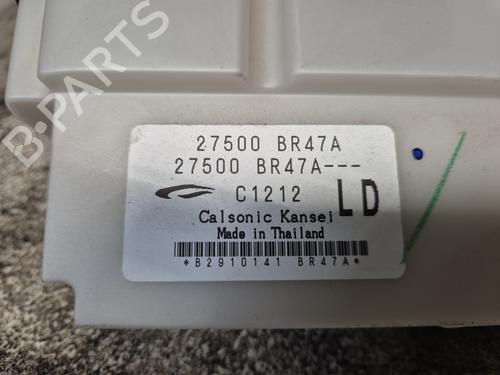 27500 BR47A
27500 BR47A---
C1212 LD
Calsonic Kansei
Made in Thailand
*B2910141 BR47A*
B-PARTS